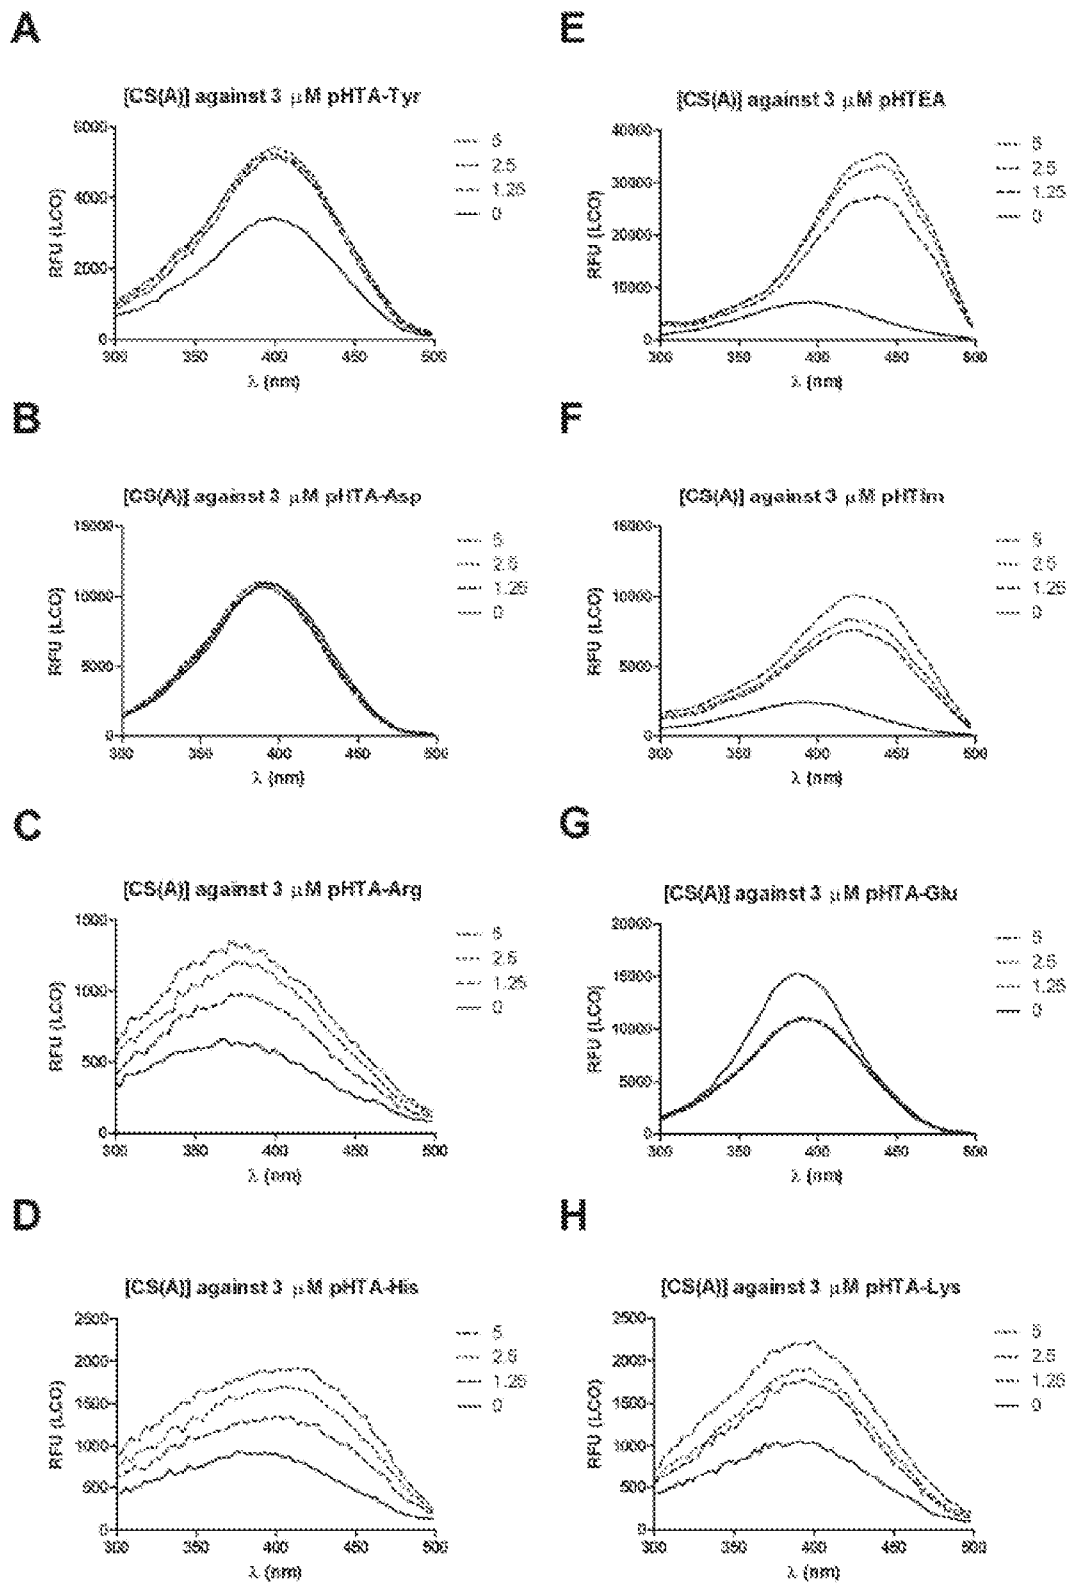 A
[CS(A)] against 3 μM pHTA-Tyr
RFU (LCO)
6000
4000
2000
0
300 350 400 450 500
λ (nm)
5
2.5
1.25
0
B
[CS(A)] against 3 μM pHTA-Asp
RFU (LCO)
15000
10000
5000
0
300 350 400 450 500
λ (nm)
5
2.5
1.25
0
C
[CS(A)] against 3 μM pHTA-Arg
RFU (LCO)
1500
1000
500
0
300 350 400 450 500
λ (nm)
5
2.5
1.25
0
D
[CS(A)] against 3 μM pHTA-His
RFU (LCO)
2500
2000
1500
1000
500
0
300 350 400 450 500
λ (nm)
5
2.5
1.25
0
E
[CS(A)] against 3 μM pHTEA
RFU (LCO)
40000
30000
20000
10000
0
300 350 400 450 500
λ (nm)
5
2.5
1.25
0
F
[CS(A)] against 3 μM pHTIm
RFU (LCO)
15000
10000
5000
0
300 350 400 450 500
λ (nm)
5
2.5
1.25
0
G
[CS(A)] against 3 μM pHTA-Glu
RFU (LCO)
20000
15000
10000
5000
0
300 350 400 450 500
λ (nm)
5
2.5
1.25
0
H
[CS(A)] against 3 μM pHTA-Lys
RFU (LCO)
2500
2000
1500
1000
500
0
300 350 400 450 500
λ (nm)
5
2.5
1.25
0